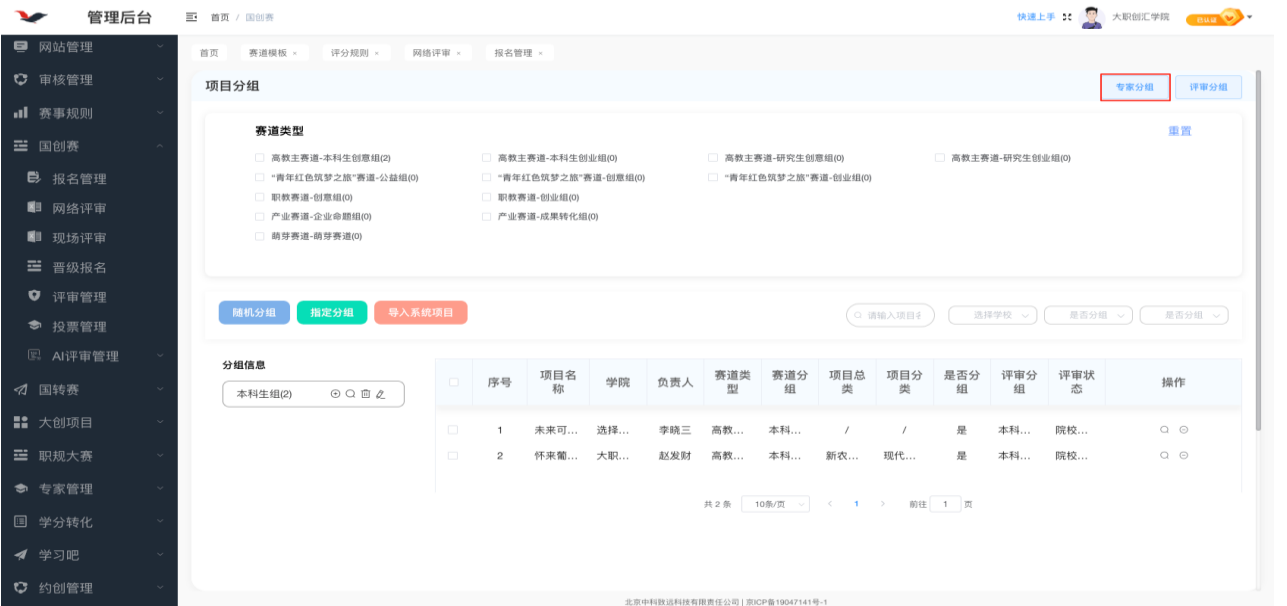 管理后台
首页 / 国创赛
快速上手
大职创汇学院
网站管理
审核管理
赛事规则
国创赛
报名管理
网络评审
现场评审
晋级报名
评审管理
投票管理
AI评审管理
国转赛
大创项目
职规大赛
专家管理
学分转化
学习吧
约创管理
首页 赛道模板 × 评分规则 × 网络评审 × 报名管理 ×
项目分组
专家分组 评审分组
赛道类型
重置
高教主赛道-本科生创意组(2) 高教主赛道-本科生创业组(0) 高教主赛道-研究生创意组(0) 高教主赛道-研究生创业组(0)
"青年红色筑梦之旅"赛道-公益组(0) "青年红色筑梦之旅"赛道-创意组(0) "青年红色筑梦之旅"赛道-创业组(0)
职教赛道-创意组(0) 职教赛道-创业组(0)
产业赛道-企业命题组(0) 产业赛道-成果转化组(0)
萌芽赛道-萌芽赛道(0)
随机分组 指定分组 导入系统项目
请输入项目名 选择学校 是否分组 是否分组
分组信息
本科生组(2)
序号 项目名称 学院 负责人 赛道类型 赛道分组 项目总类 项目分类 是否分组 评审分组 评审状态 操作
1 未来可... 选择... 李晓三 高教... 本科... / / 是 本科... 院校...
2 怀来葡... 大职... 赵发财 高教... 本科... 新农... 现代... 是 本科... 院校...
共 2 条 10条/页 < 1 > 前往 1 页
北京中科致远科技有限责任公司 | 京ICP备19047141号-1